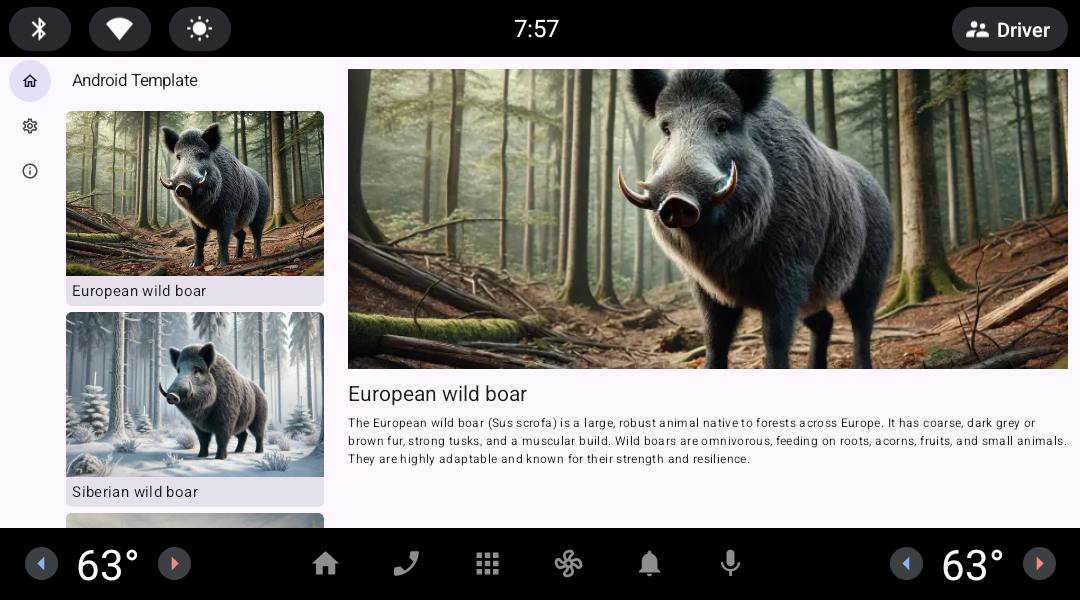 7:57
Driver
Android Template
European wild boar
Siberian wild boar
European wild boar
The European wild boar (Sus scrofa) is a large, robust animal native to forests across Europe. It has coarse, dark grey or
brown fur, strong tusks, and a muscular build. Wild boars are omnivorous, feeding on roots, acorns, fruits, and small animals.
They are highly adaptable and known for their strength and resilience.
63°
63°